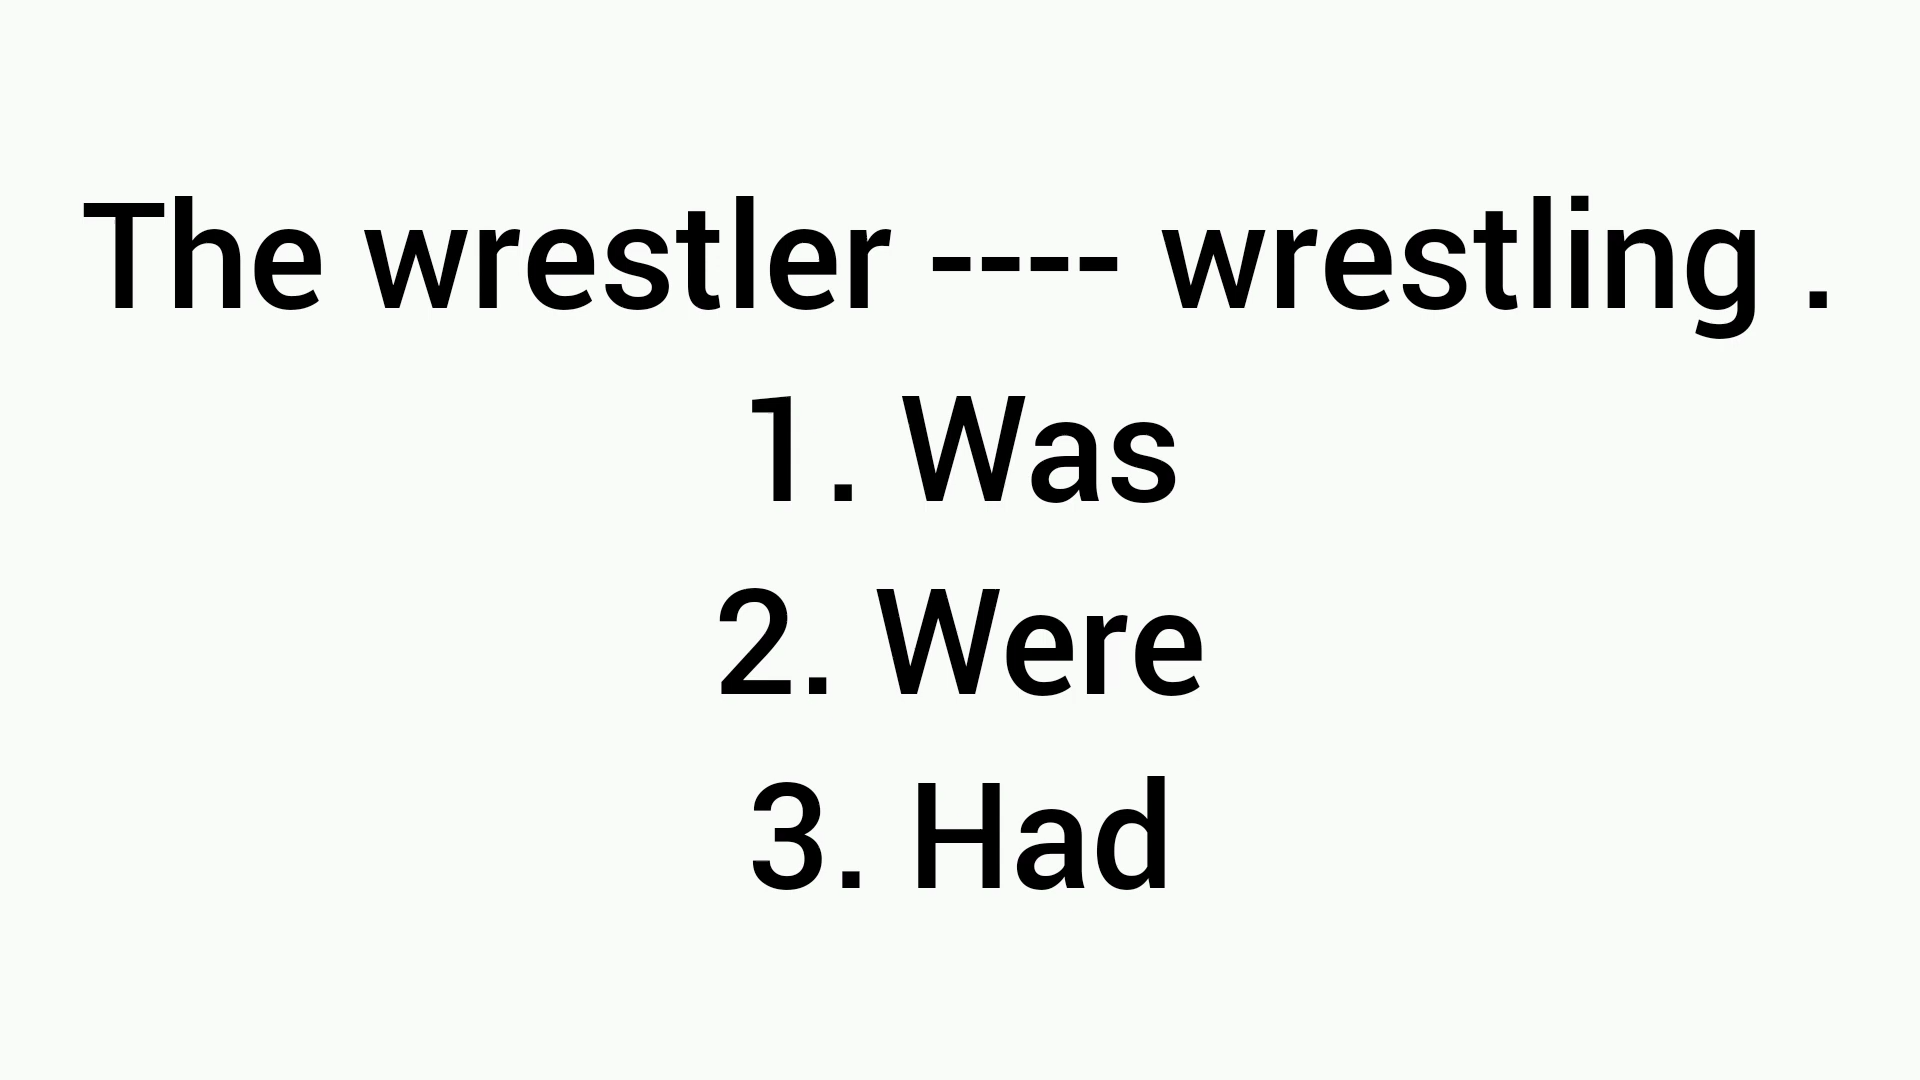 The wrestler ---- wrestling .
1. Was
2. Were
3. Had